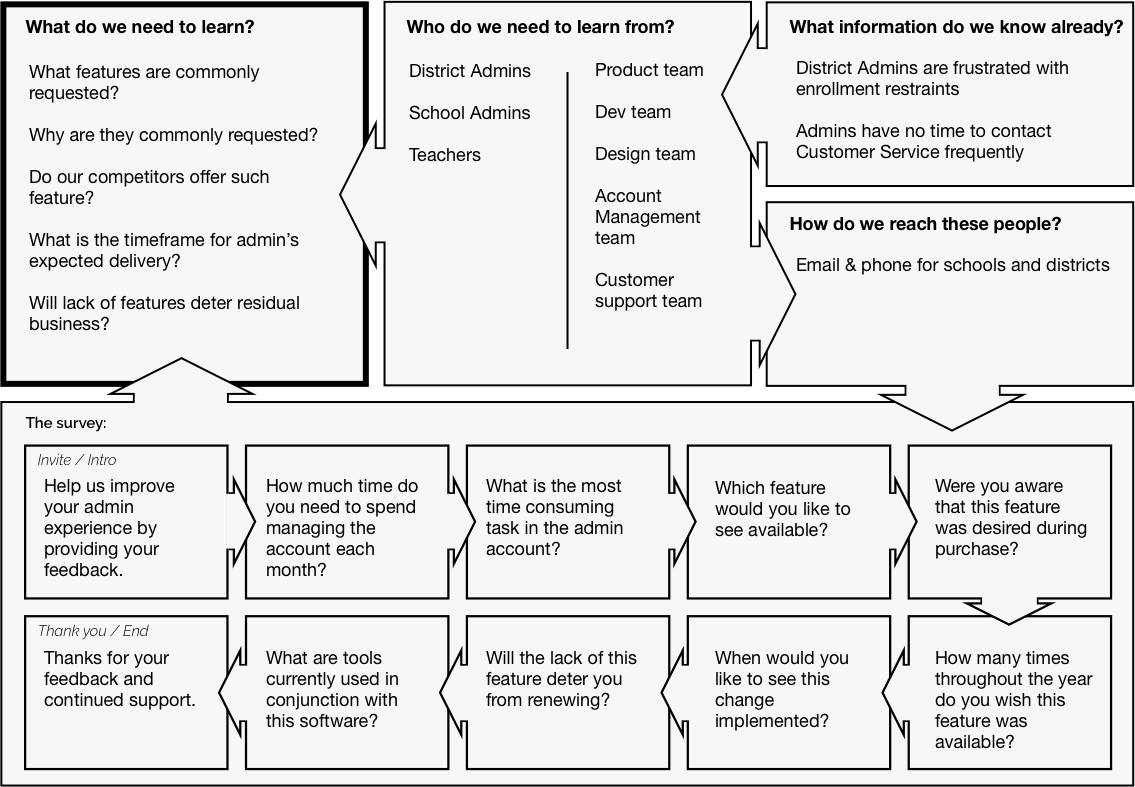 What do we need to learn?
What features are commonly
requested?
Why are they commonly requested?
Do our competitors offer such
feature?
What is the timeframe for admin's
expected delivery?
Will lack of features deter residual
business?
Who do we need to learn from?
District Admins
School Admins
Teachers
Product team
Dev team
Design team
Account
Management
team
Customer
support team
What information do we know already?
District Admins are frustrated with
enrollment restraints
Admins have no time to contact
Customer Service frequently
How do we reach these people?
Email & phone for schools and districts
The survey:
Invite / Intro
Help us improve
your admin
experience by
providing your
feedback.
How much time do
you need to spend
managing the
account each
month?
What is the most
time consuming
task in the admin
account?
Which feature
would you like to
see available?
Were you aware
that this feature
was desired during
purchase?
How many times
throughout the year
do you wish this
feature was
available?
When would you
like to see this
change
implemented?
Will the lack of this
feature deter you
from renewing?
What are tools
currently used in
conjunction with
this software?
Thank you / End
Thanks for your
feedback and
continued support.